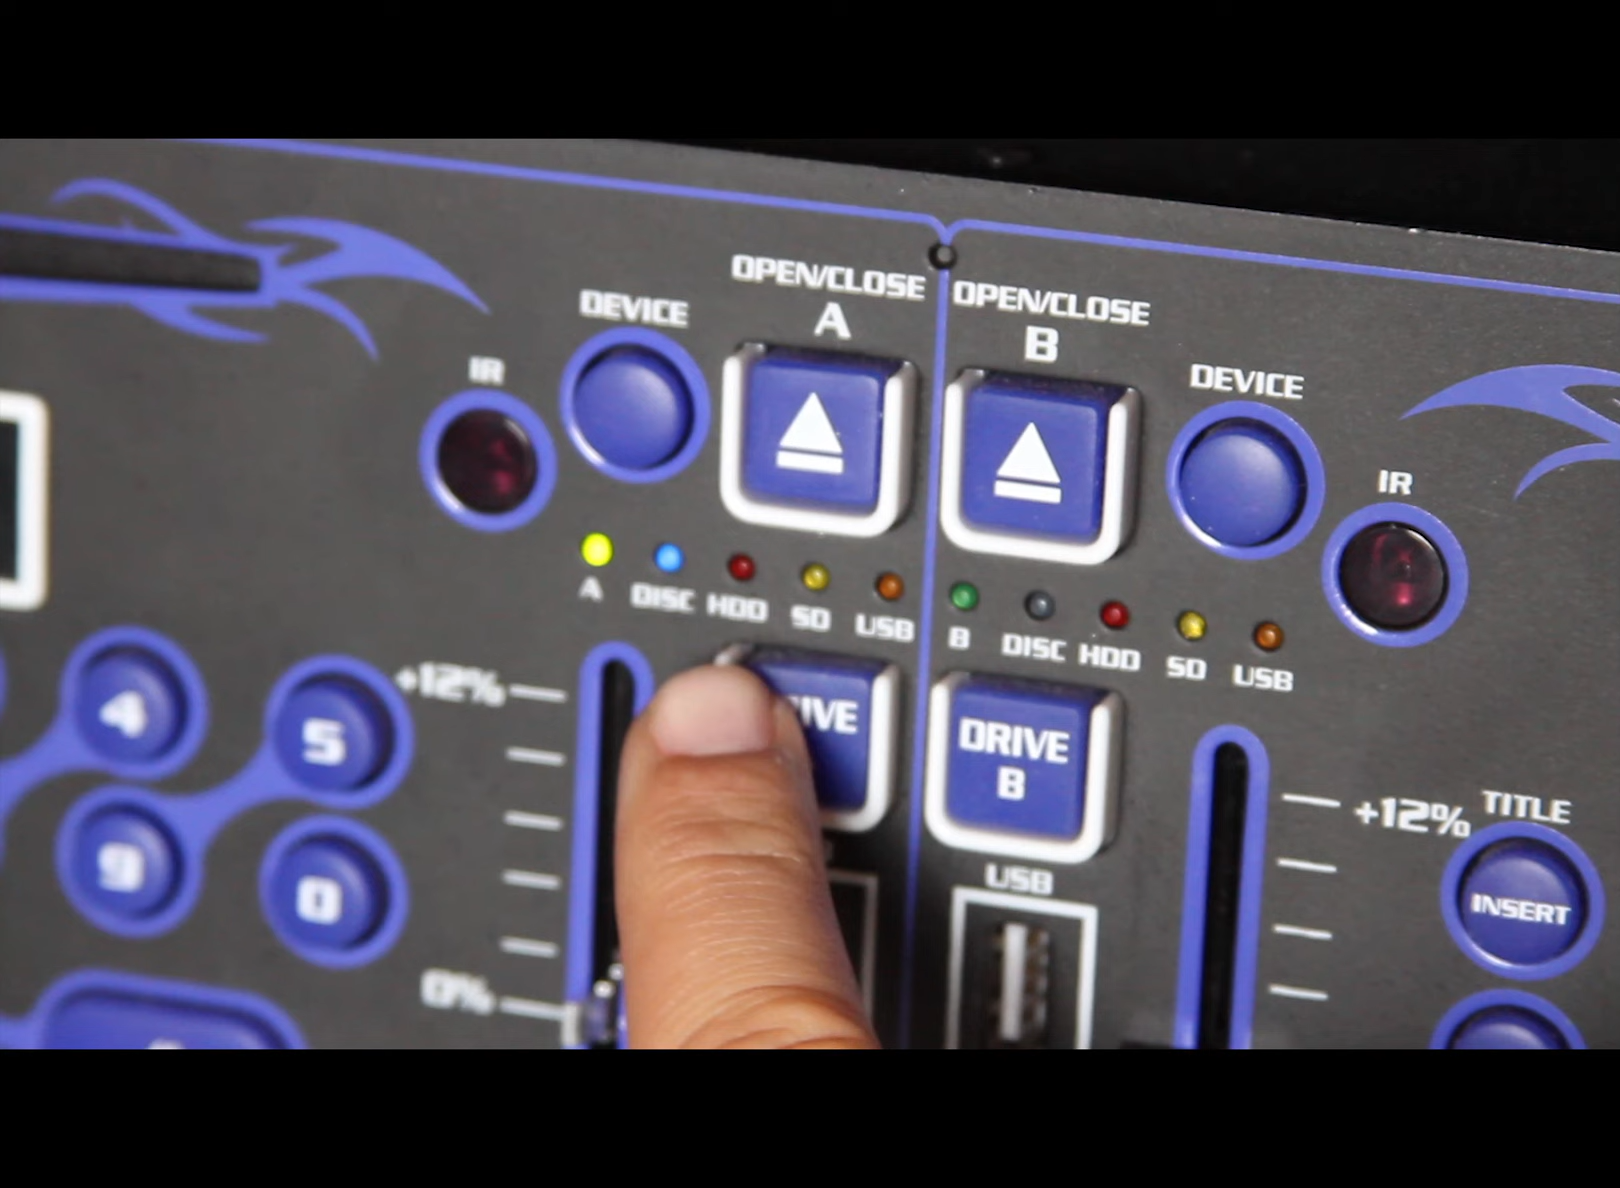 OPEN/CLOSE
A
OPEN/CLOSE
B
DEVICE
DEVICE
IR
IR
A DISC HDD SD USB
B DISC HDD SD USB
4
5
+12%
IVE
DRIVE
B
+12%
TITLE
INSERT
9
0
USB
0%